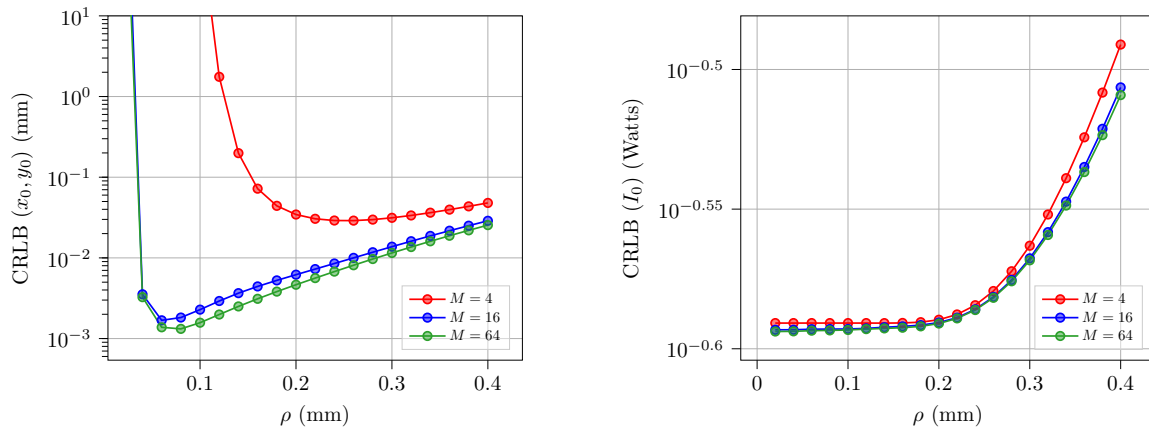 10^1
10^0
10^−1
10^−2
10^−3
CRLB (x_0, y_0) (mm)
0.1 0.2 0.3 0.4
ρ (mm)
M = 4
M = 16
M = 64
10^−0.5
10^−0.55
10^−0.6
CRLB (I_0) (Watts)
0 0.1 0.2 0.3 0.4
ρ (mm)
M = 4
M = 16
M = 64